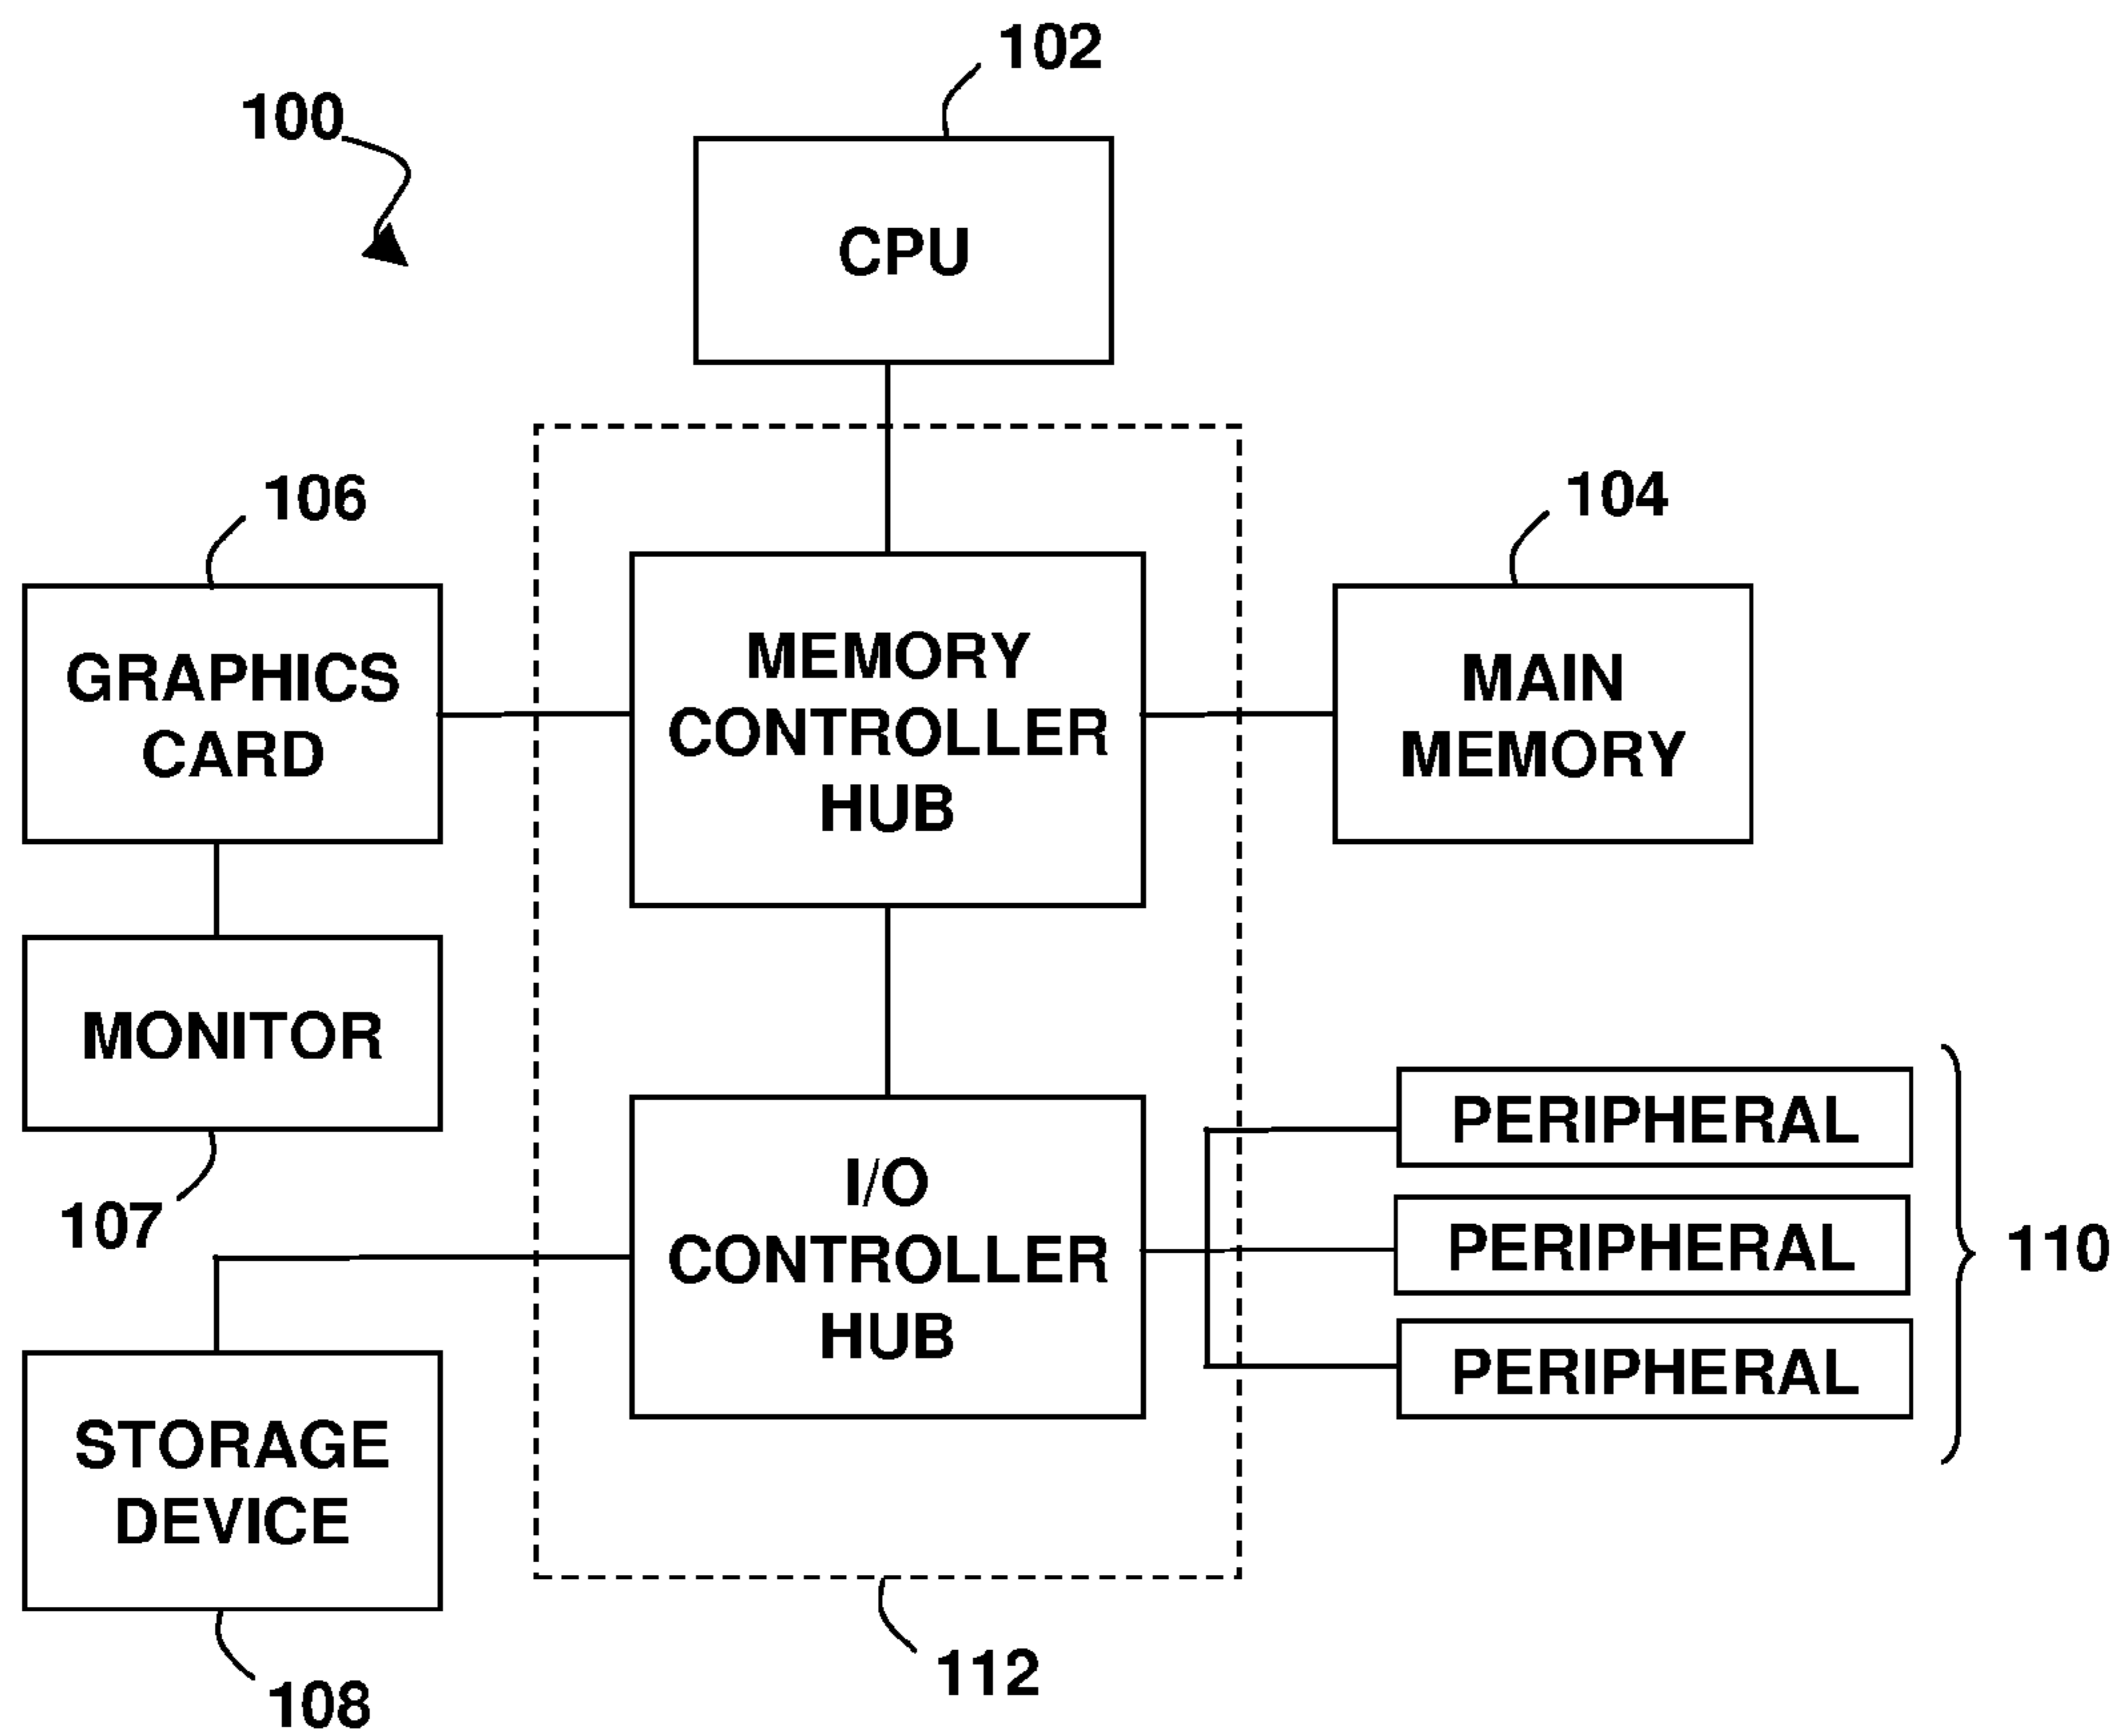 102
100
CPU
106
104
GRAPHICS
CARD
MEMORY
CONTROLLER
HUB
MAIN
MEMORY
MONITOR
107
I/O
CONTROLLER
HUB
PERIPHERAL
PERIPHERAL
PERIPHERAL
110
STORAGE
DEVICE
108
112